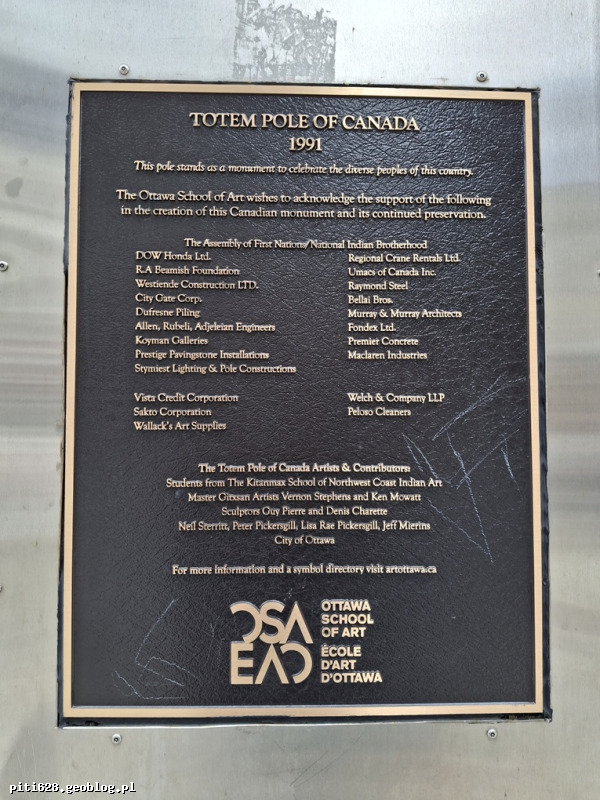 TOTEM POLE OF CANADA
1991
This pole stands as a monument to celebrate the diverse peoples of this country.
The Ottawa School of Art wishes to acknowledge the support of the following
in the creation of this Canadian monument and its continued preservation.
The Assembly of First Nations/National Indian Brotherhood
DOW Honda Ltd.
R.A Beamish Foundation
Westiende Construction LTD.
City Gate Corp.
Dufresne Piling
Allen, Rubeli, Adjeleian Engineers
Koyman Galleries
Prestige Pavingstone Installations
Stymiest Lighting & Pole Constructions
Regional Crane Rentals Ltd.
Umacs of Canada Inc.
Raymond Steel
Bellai Bros.
Murray & Murray Architects
Fondex Ltd.
Premier Concrete
Maclaren Industries
Vista Credit Corporation
Sakto Corporation
Wallack's Art Supplies
Welch & Company LLP
Peloso Cleaners
The Totem Pole of Canada Artists & Contributors:
Students from The Kitanmax School of Northwest Coast Indian Art
Master Gitxsan Artists Vernon Stephens and Ken Mowatt
Sculptors Guy Pierre and Denis Charette
Neil Sterritt, Peter Pickersgill, Lisa Rae Pickersgill, Jeff Mierins
City of Ottawa
For more information and a symbol directory visit artottawa.ca
OSA
EAO
OTTAWA
SCHOOL
OF ART
ÉCOLE
D'ART
D'OTTAWA
piti628.geoblog.pl